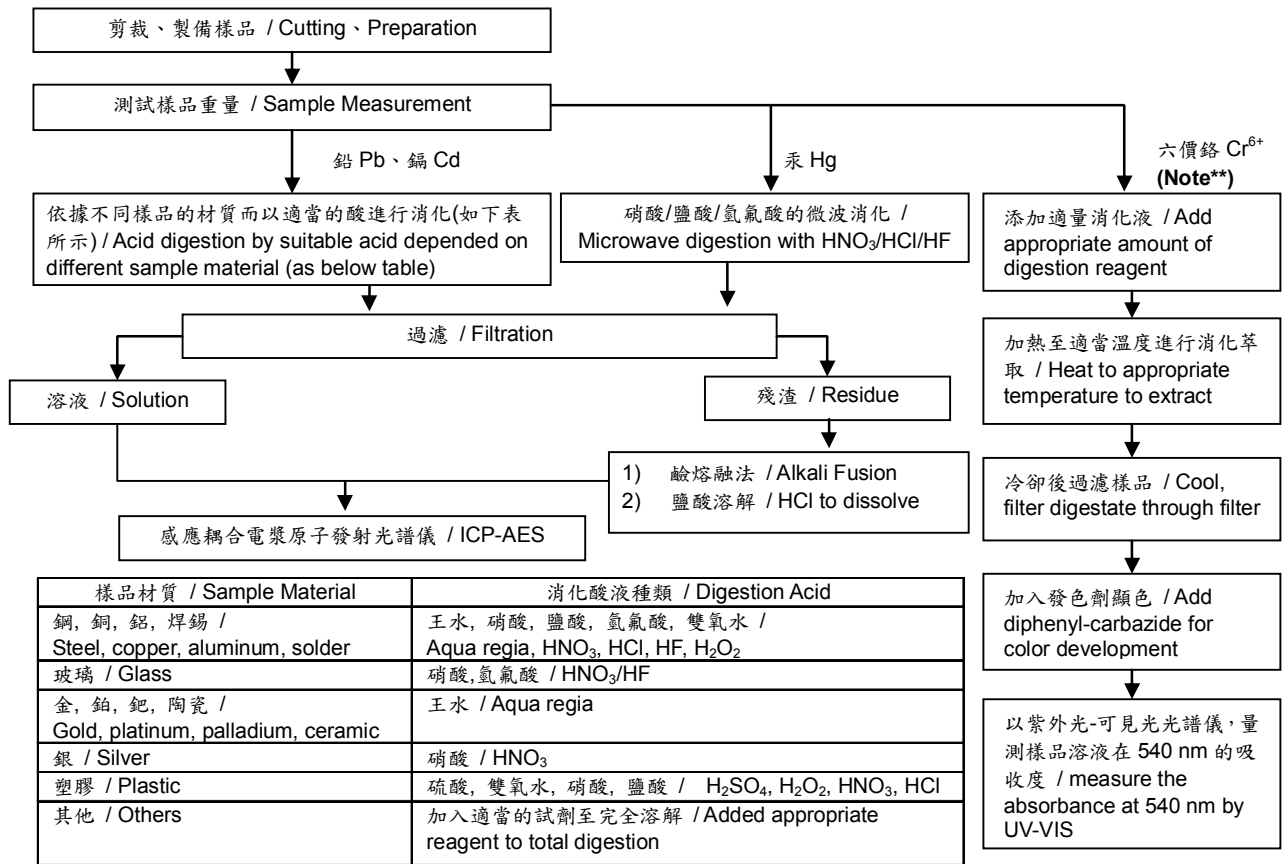 剪裁、製備樣品 / Cutting、Preparation
測試樣品重量 / Sample Measurement
鉛 Pb、鎘 Cd
汞 Hg
六價鉻 Cr⁶⁺
(Note**)
依據不同樣品的材質而以適當的酸進行消化(如下表
所示) / Acid digestion by suitable acid depended on
different sample material (as below table)
硝酸/鹽酸/氫氟酸的微波消化 /
Microwave digestion with HNO₃/HCl/HF
添加適量消化液 / Add
appropriate amount of
digestion reagent
過濾 / Filtration
加熱至適當溫度進行消化萃
取 / Heat to appropriate
temperature to extract
溶液 / Solution
殘渣 / Residue
1) 鹼熔融法 / Alkali Fusion
2) 鹽酸溶解 / HCl to dissolve
冷卻後過濾樣品 / Cool,
filter digestate through filter
感應耦合電漿原子發射光譜儀 / ICP-AES
加入發色劑顯色 / Add
diphenyl-carbazide for
color development
以紫外光-可見光光譜儀，量
測樣品溶液在 540 nm 的吸
收度 / measure the
absorbance at 540 nm by
UV-VIS
樣品材質 / Sample Material 消化酸液種類 / Digestion Acid
鋼, 銅, 鋁, 焊錫 / 王水, 硝酸, 鹽酸, 氫氟酸, 雙氧水 /
Steel, copper, aluminum, solder Aqua regia, HNO₃, HCl, HF, H₂O₂
玻璃 / Glass 硝酸,氫氟酸 / HNO₃/HF
金, 鉑, 鈀, 陶瓷 / 王水 / Aqua regia
Gold, platinum, palladium, ceramic
銀 / Silver 硝酸 / HNO₃
塑膠 / Plastic 硫酸, 雙氧水, 硝酸, 鹽酸 / H₂SO₄, H₂O₂, HNO₃, HCl
其他 / Others 加入適當的試劑至完全溶解 / Added appropriate
reagent to total digestion